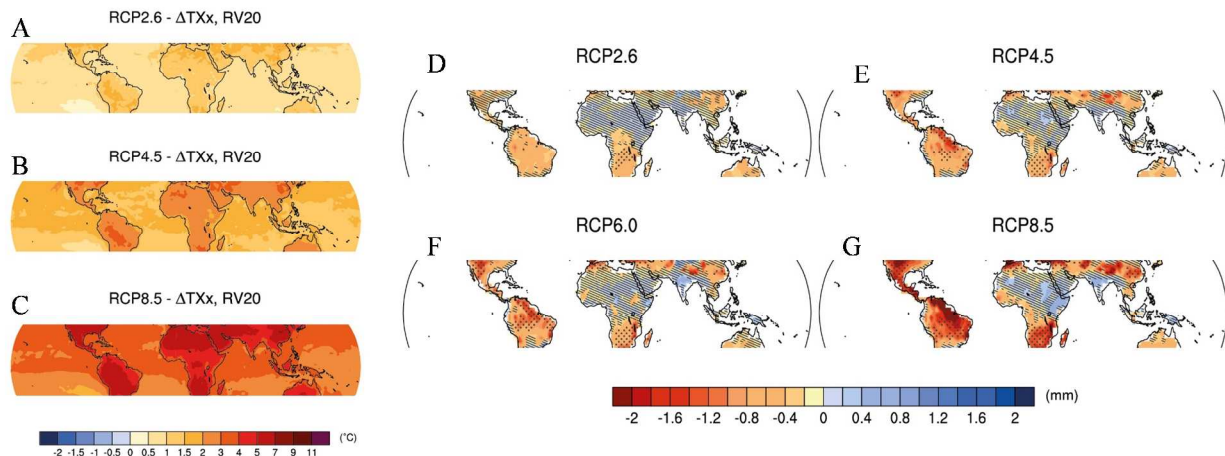 A
RCP2.6 - ΔTXx, RV20
B
RCP4.5 - ΔTXx, RV20
C
RCP8.5 - ΔTXx, RV20
(°C)
-2 -1.5 -1 -0.5 0 0.5 1 1.5 2 3 4 5 7 9 11
D
RCP2.6
E
RCP4.5
F
RCP6.0
G
RCP8.5
(mm)
-2 -1.6 -1.2 -0.8 -0.4 0 0.4 0.8 1.2 1.6 2